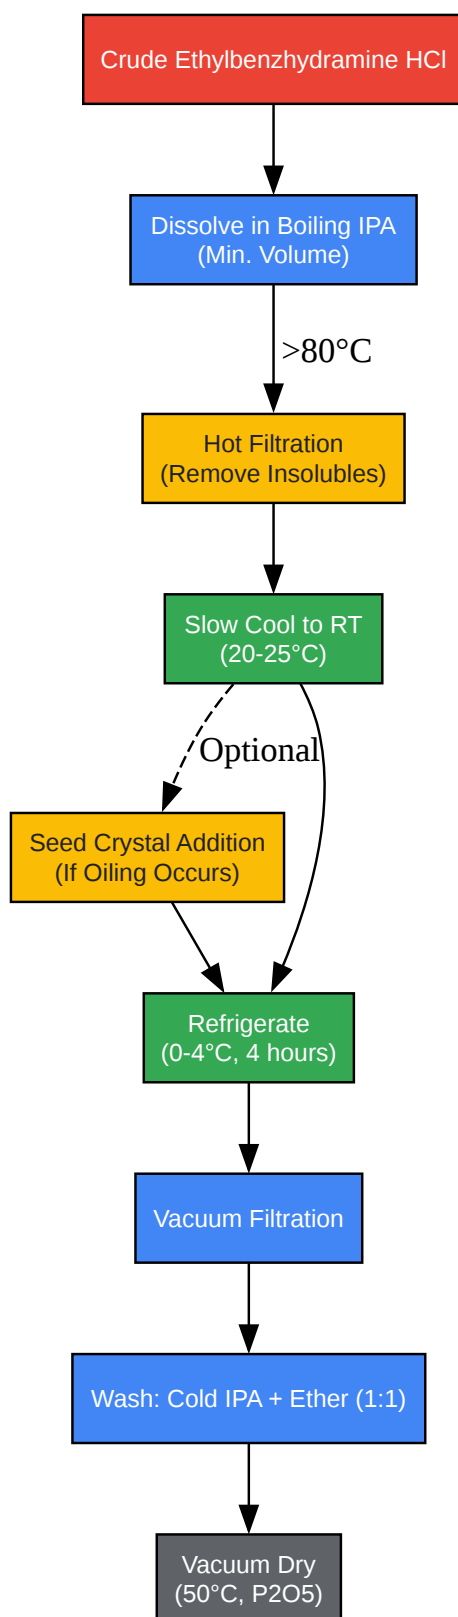 Crude Ethylbenzhydramine HCl
Dissolve in Boiling IPA
(Min. Volume)
>80°C
Hot Filtration
(Remove Insolubles)
Slow Cool to RT
(20-25°C)
Optional
Seed Crystal Addition
(If Oiling Occurs)
Refrigerate
(0-4°C, 4 hours)
Vacuum Filtration
Wash: Cold IPA + Ether (1:1)
Vacuum Dry
(50°C, P2O5)